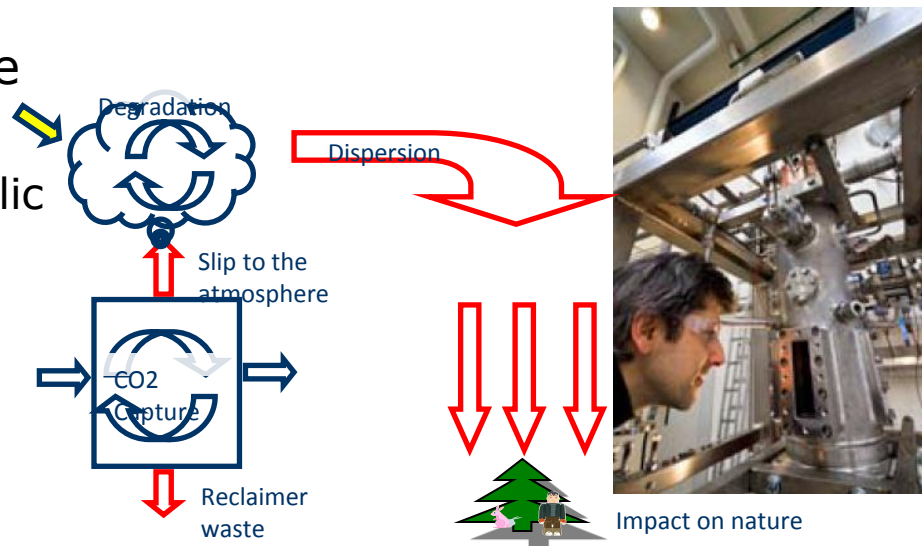 e
lic
Degradation
Dispersion
Slip to the
atmosphere
CO2
Capture
Reclaimer
waste
Impact on nature